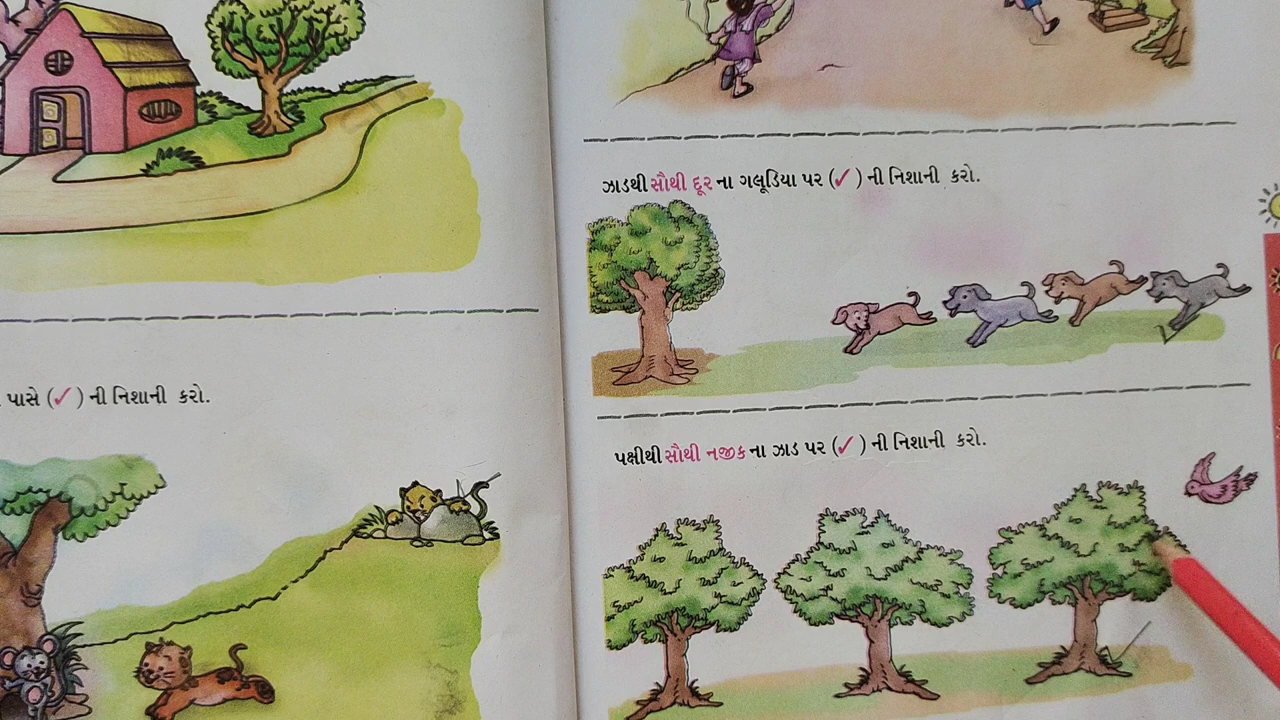 પાસે (✓) ની નિશાની કરો.
ઝાડથી સૌથી દૂર ના ગલૂડિયા પર (✓) ની નિશાની કરો.
પક્ષીથી સૌથી નજીક ના ઝાડ પર (✓) ની નિશાની કરો.